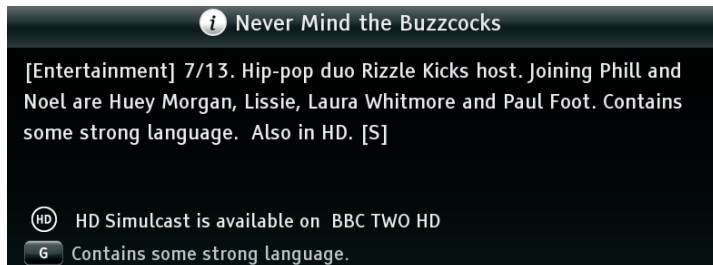 i Never Mind the Buzzcocks
[Entertainment] 7/13. Hip-pop duo Rizzle Kicks host. Joining Phill and
Noel are Huey Morgan, Lissie, Laura Whitmore and Paul Foot. Contains
some strong language.  Also in HD. [S]
HD HD Simulcast is available on  BBC TWO HD
G Contains some strong language.